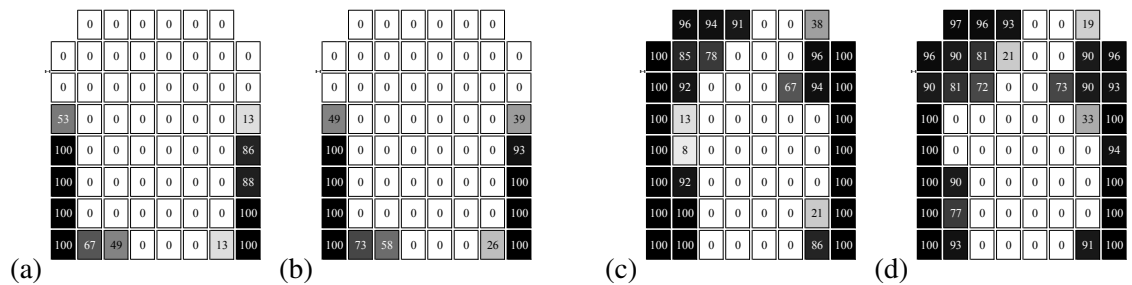 0 0 0 0 0 0
0 0 0 0 0 0 0 0
0 0 0 0 0 0 0 0
53 0 0 0 0 0 0 13
100 0 0 0 0 0 0 86
100 0 0 0 0 0 0 88
100 0 0 0 0 0 0 100
100 67 49 0 0 0 13 100
(a)
0 0 0 0 0 0
0 0 0 0 0 0 0 0
0 0 0 0 0 0 0 0
49 0 0 0 0 0 0 39
100 0 0 0 0 0 0 93
100 0 0 0 0 0 0 100
100 0 0 0 0 0 0 100
100 73 58 0 0 0 26 100
(b)
96 94 91 0 0 38
100 85 78 0 0 0 96 100
100 92 0 0 0 67 94 100
100 13 0 0 0 0 0 100
100 8 0 0 0 0 0 100
100 92 0 0 0 0 0 100
100 100 0 0 0 0 21 100
100 100 0 0 0 0 86 100
(c)
97 96 93 0 0 19
96 90 81 21 0 0 90 96
90 81 72 0 0 73 90 93
100 0 0 0 0 0 33 100
100 0 0 0 0 0 0 94
100 90 0 0 0 0 0 100
100 77 0 0 0 0 0 100
100 93 0 0 0 0 91 100
(d)